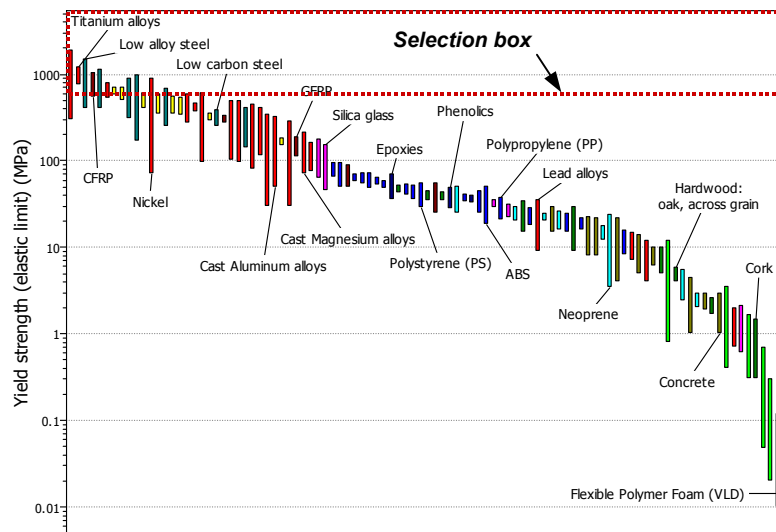 Titanium alloys
Low alloy steel
Selection box
Low carbon steel
1000
GFRP
Silica glass
Phenolics
Polypropylene (PP)
Epoxies
Lead alloys
100
CFRP
Nickel
Hardwood:
oak, across grain
Cast Magnesium alloys
Cast Aluminum alloys
Polystyrene (PS)
ABS
10
Cork
Neoprene
1
Concrete
0.1
Flexible Polymer Foam (VLD)
0.01
Yield strength (elastic limit) (MPa)